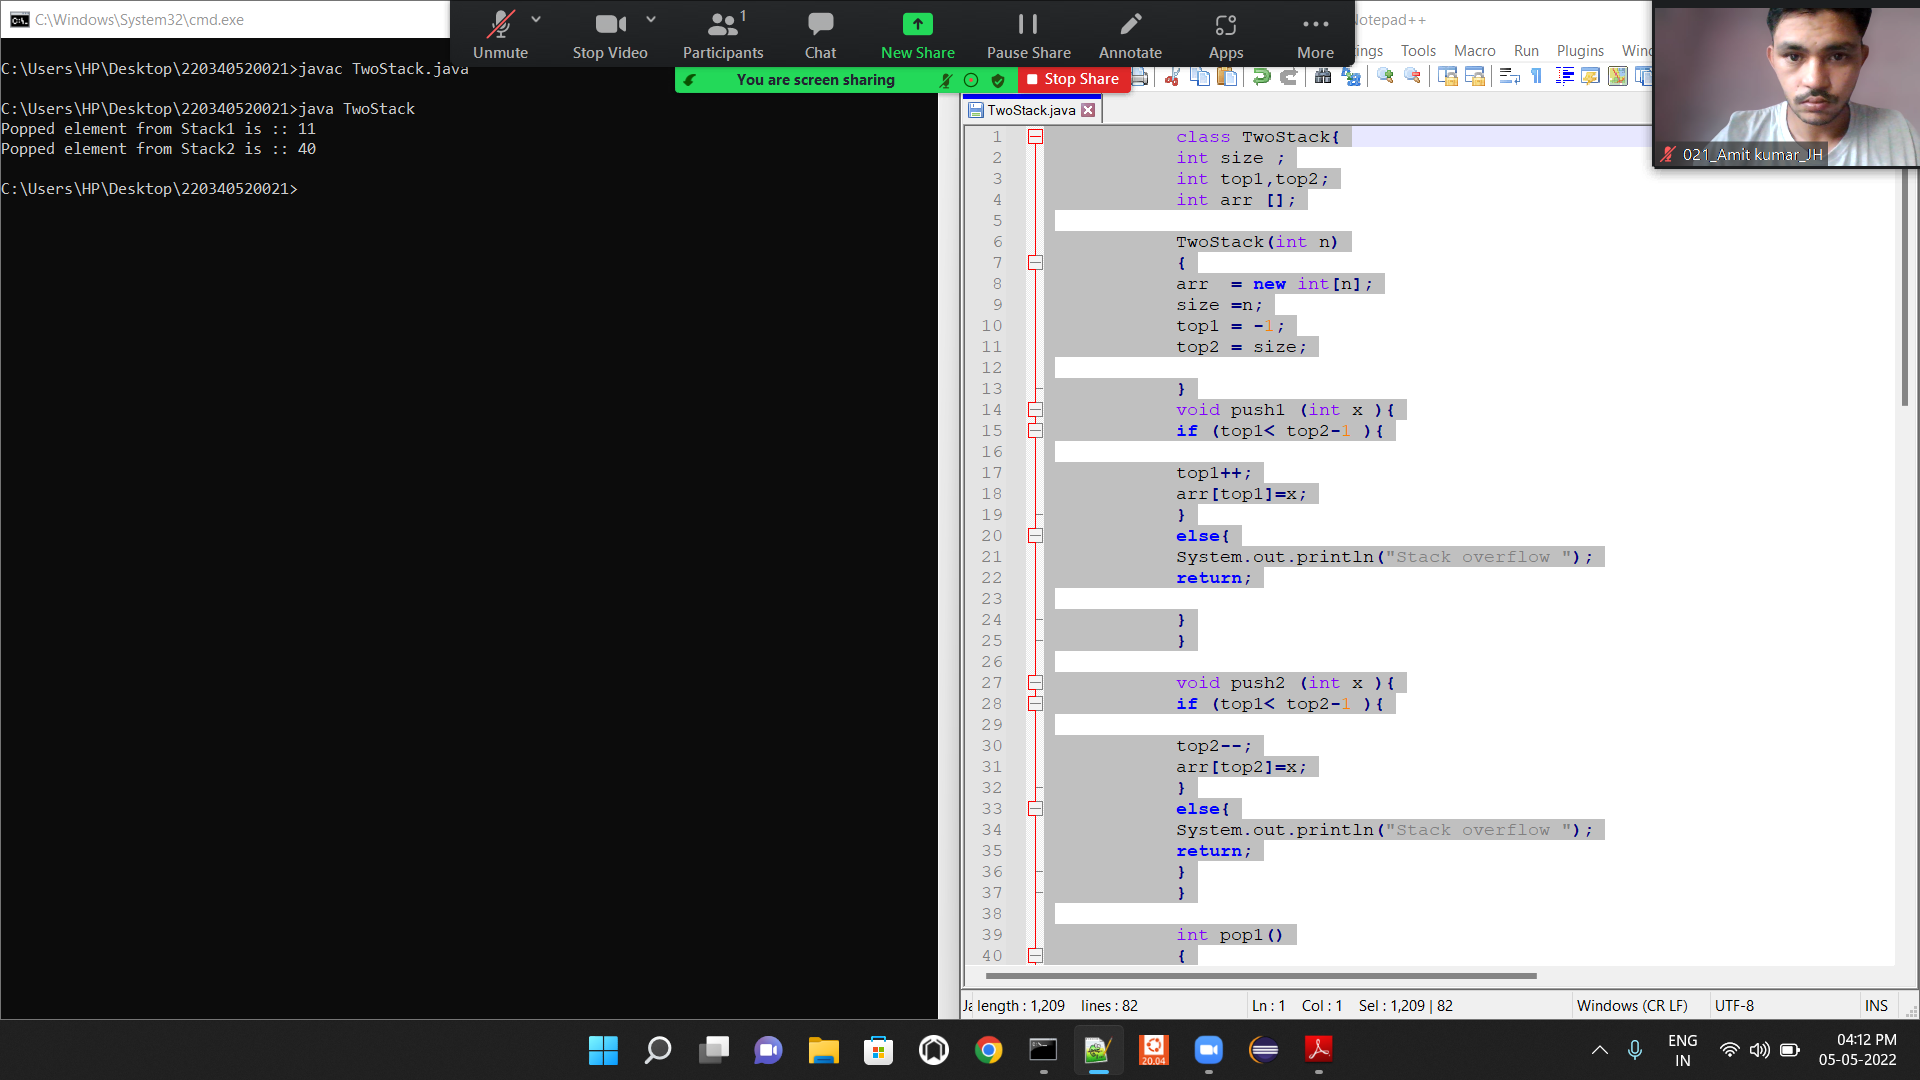 C:\Windows\System32\cmd.exe
Unmute
Stop Video
Participants
1
Chat
New Share
Pause Share
Annotate
Apps
More
You are screen sharing
Stop Share
Notepad++
Tools
Macro
Run
Plugins
C:\Users\HP\Desktop\220340520021>javac TwoStack.java
C:\Users\HP\Desktop\220340520021>java TwoStack
Popped element from Stack1 is :: 11
Popped element from Stack2 is :: 40
C:\Users\HP\Desktop\220340520021>
021_Amit kumar_JH
TwoStack.java
1 class TwoStack{
2 int size ;
3 int top1,top2;
4 int arr [];
5
6 TwoStack(int n)
7 {
8 arr  = new int[n];
9 size =n;
10 top1 = -1;
11 top2 = size;
12
13 }
14 void push1 (int x ){
15 if (top1< top2-1 ){
16
17 top1++;
18 arr[top1]=x;
19 }
20 else{
21 System.out.println("Stack overflow ");
22 return;
23
24 }
25 }
26
27 void push2 (int x ){
28 if (top1< top2-1 ){
29
30 top2--;
31 arr[top2]=x;
32 }
33 else{
34 System.out.println("Stack overflow ");
35 return;
36 }
37 }
38
39 int pop1()
40 {
length : 1,209 lines : 82
Ln : 1 Col : 1 Sel : 1,209 | 82
Windows (CR LF)
UTF-8
INS
20.04
ENG
IN
04:12 PM
05-05-2022